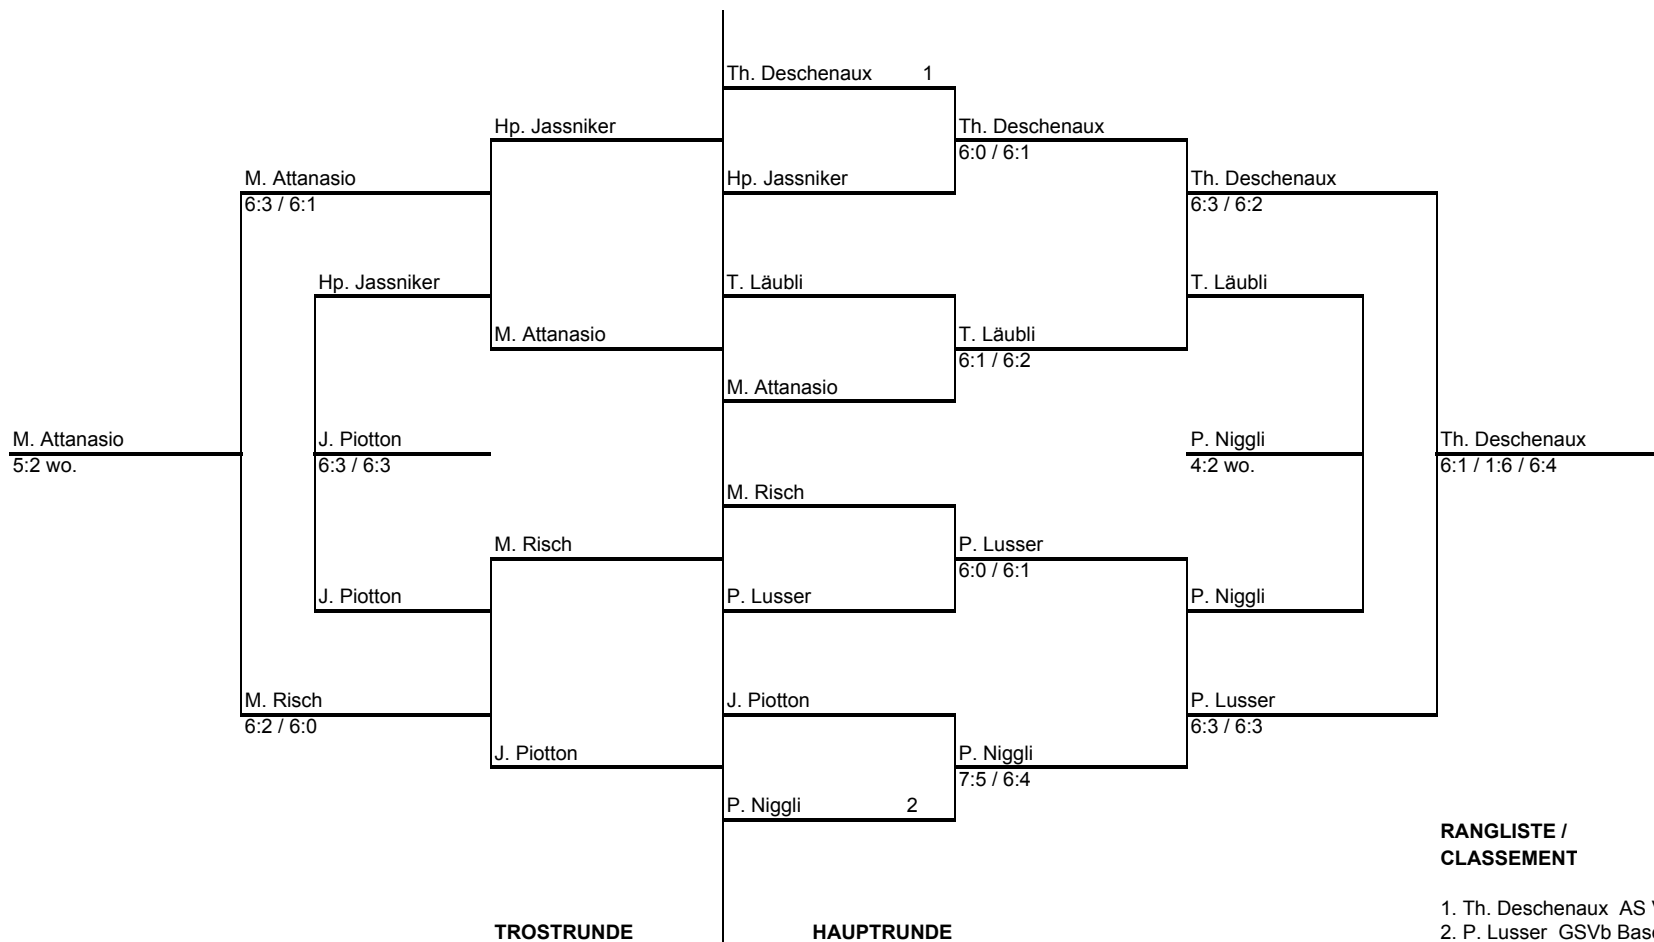 Th. Deschenaux 1
Hp. Jassniker
Th. Deschenaux
6:0 / 6:1
M. Attanasio
6:3 / 6:1
Hp. Jassniker
Th. Deschenaux
6:3 / 6:2
Hp. Jassniker
T. Läubli
T. Läubli
M. Attanasio
T. Läubli
6:1 / 6:2
M. Attanasio
M. Attanasio
5:2 wo.
J. Piotton
6:3 / 6:3
P. Niggli
4:2 wo.
Th. Deschenaux
6:1 / 1:6 / 6:4
M. Risch
M. Risch
P. Lusser
6:0 / 6:1
J. Piotton
P. Lusser
P. Niggli
M. Risch
6:2 / 6:0
J. Piotton
P. Lusser
6:3 / 6:3
J. Piotton
P. Niggli
7:5 / 6:4
P. Niggli 2
RANGLISTE /
CLASSEMENT
1. Th. Deschenaux AS
2. P. Lusser GSVb
TROSTRUNDE
HAUPTRUNDE